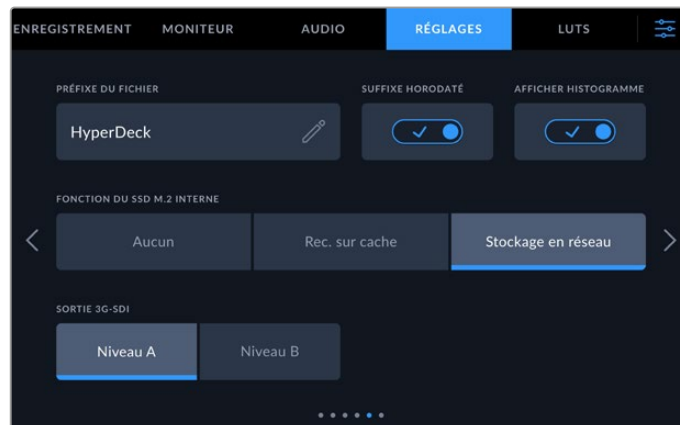 ENREGISTREMENT MONITEUR AUDIO RÉGLAGES LUTS
PRÉFIXE DU FICHIER SUFFIXE HORODATÉ AFFICHER HISTOGRAMME
HyperDeck
FONCTION DU SSD M.2 INTERNE
Aucun Rec. sur cache Stockage en réseau
SORTIE 3G-SDI
Niveau A Niveau B